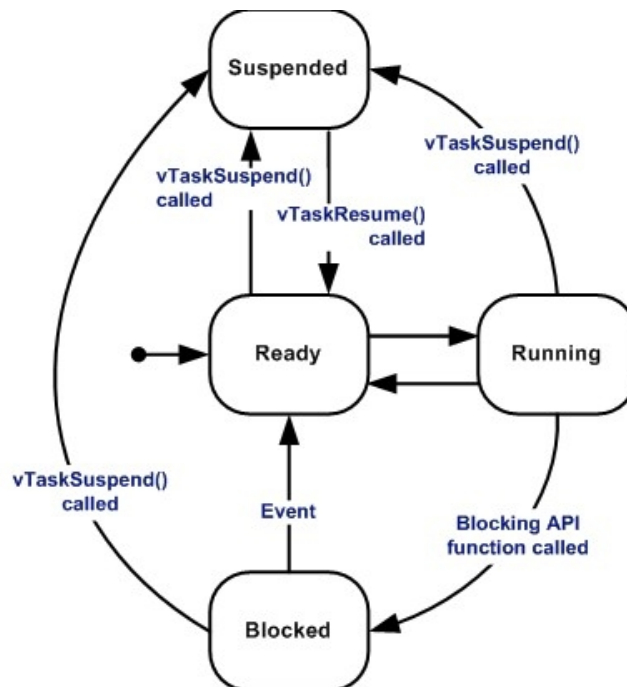 Suspended
vTaskSuspend()
called
vTaskSuspend()
called
vTaskResume()
called
Ready
Running
vTaskSuspend()
called
Event
Blocking API
function called
Blocked